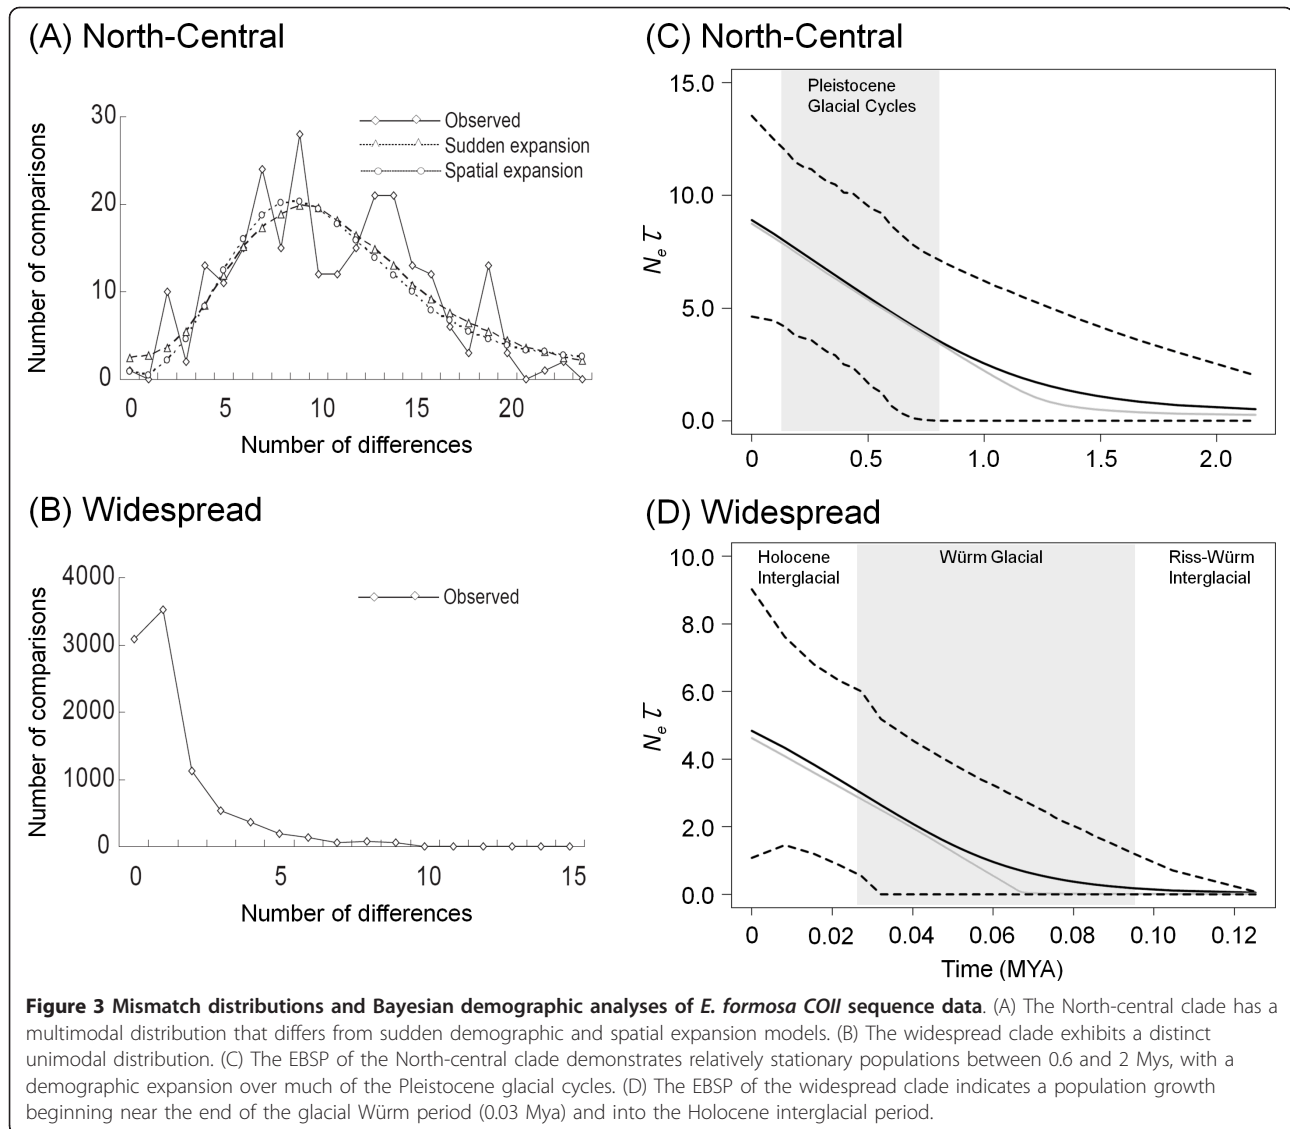 (A) North-Central
Number of comparisons
30
20
10
0
Observed
Sudden expansion
Spatial expansion
0 5 10 15 20
Number of differences
(B) Widespread
Number of comparisons
4000
3000
2000
1000
0
Observed
0 5 10 15
Number of differences
(C) North-Central
15.0
10.0
5.0
0.0
Pleistocene
Glacial Cycles
0 0.5 1.0 1.5 2.0
(D) Widespread
10.0
8.0
6.0
4.0
2.0
0.0
Holocene
Interglacial
Würm Glacial
Riss-Würm
Interglacial
0 0.02 0.04 0.06 0.08 0.10 0.12
Time (MYA)
Figure 3 Mismatch distributions and Bayesian demographic analyses of E. formosa COII sequence data. (A) The North-central clade has a
multimodal distribution that differs from sudden demographic and spatial expansion models. (B) The widespread clade exhibits a distinct
unimodal distribution. (C) The EBSP of the North-central clade demonstrates relatively stationary populations between 0.6 and 2 Mys, with a
demographic expansion over much of the Pleistocene glacial cycles. (D) The EBSP of the widespread clade indicates a population growth
beginning near the end of the glacial Würm period (0.03 Mya) and into the Holocene interglacial period.